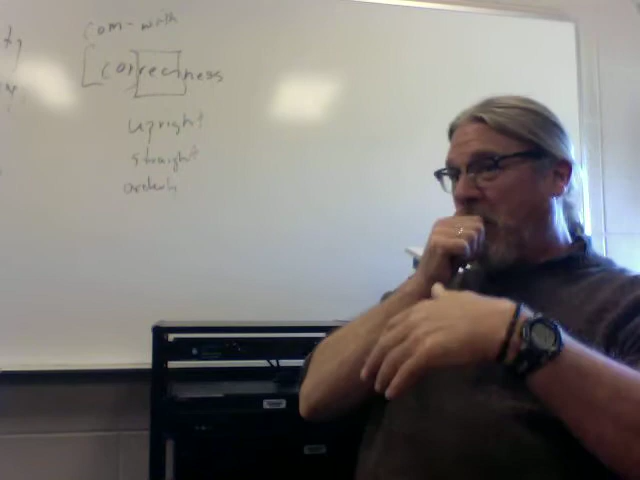 com-with
[correctness
upright
straight
orderly